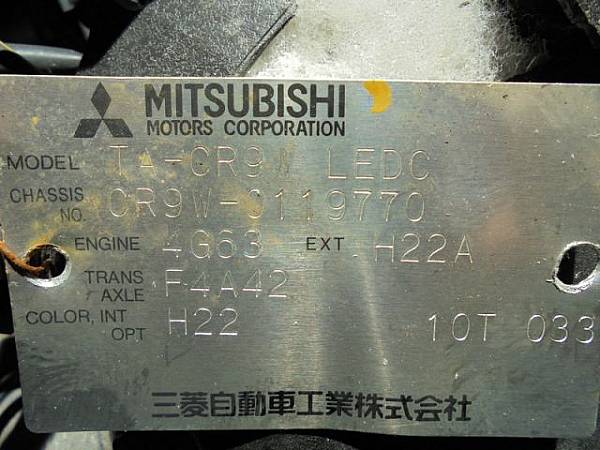 MITSUBISHI
MOTORS CORPORATION
MODEL TA-CR9W LEDC
CHASSIS NO. CR9W-0119770
ENGINE 4G63 EXT H22A
TRANS AXLE F4A42
COLOR, INT OPT H22 10T 033
三菱自動車工業株式会社